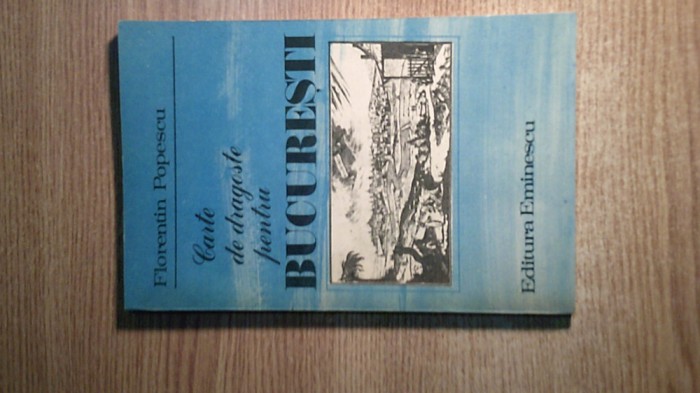 Florentin Popescu
Carte
de dragoste
pentru
BUCUREȘTI
Editura Eminescu